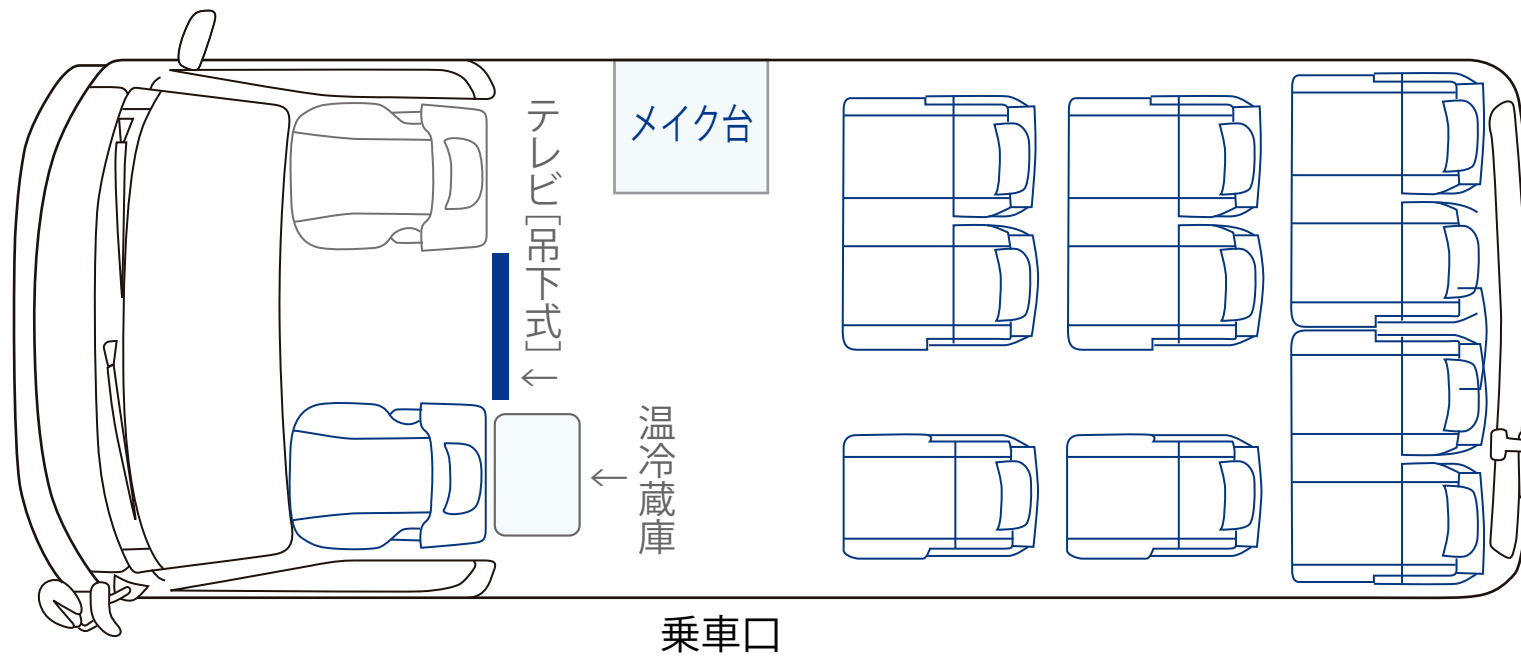 テレビ[吊下式]
←
メイク台
温冷蔵庫
←
乗車口